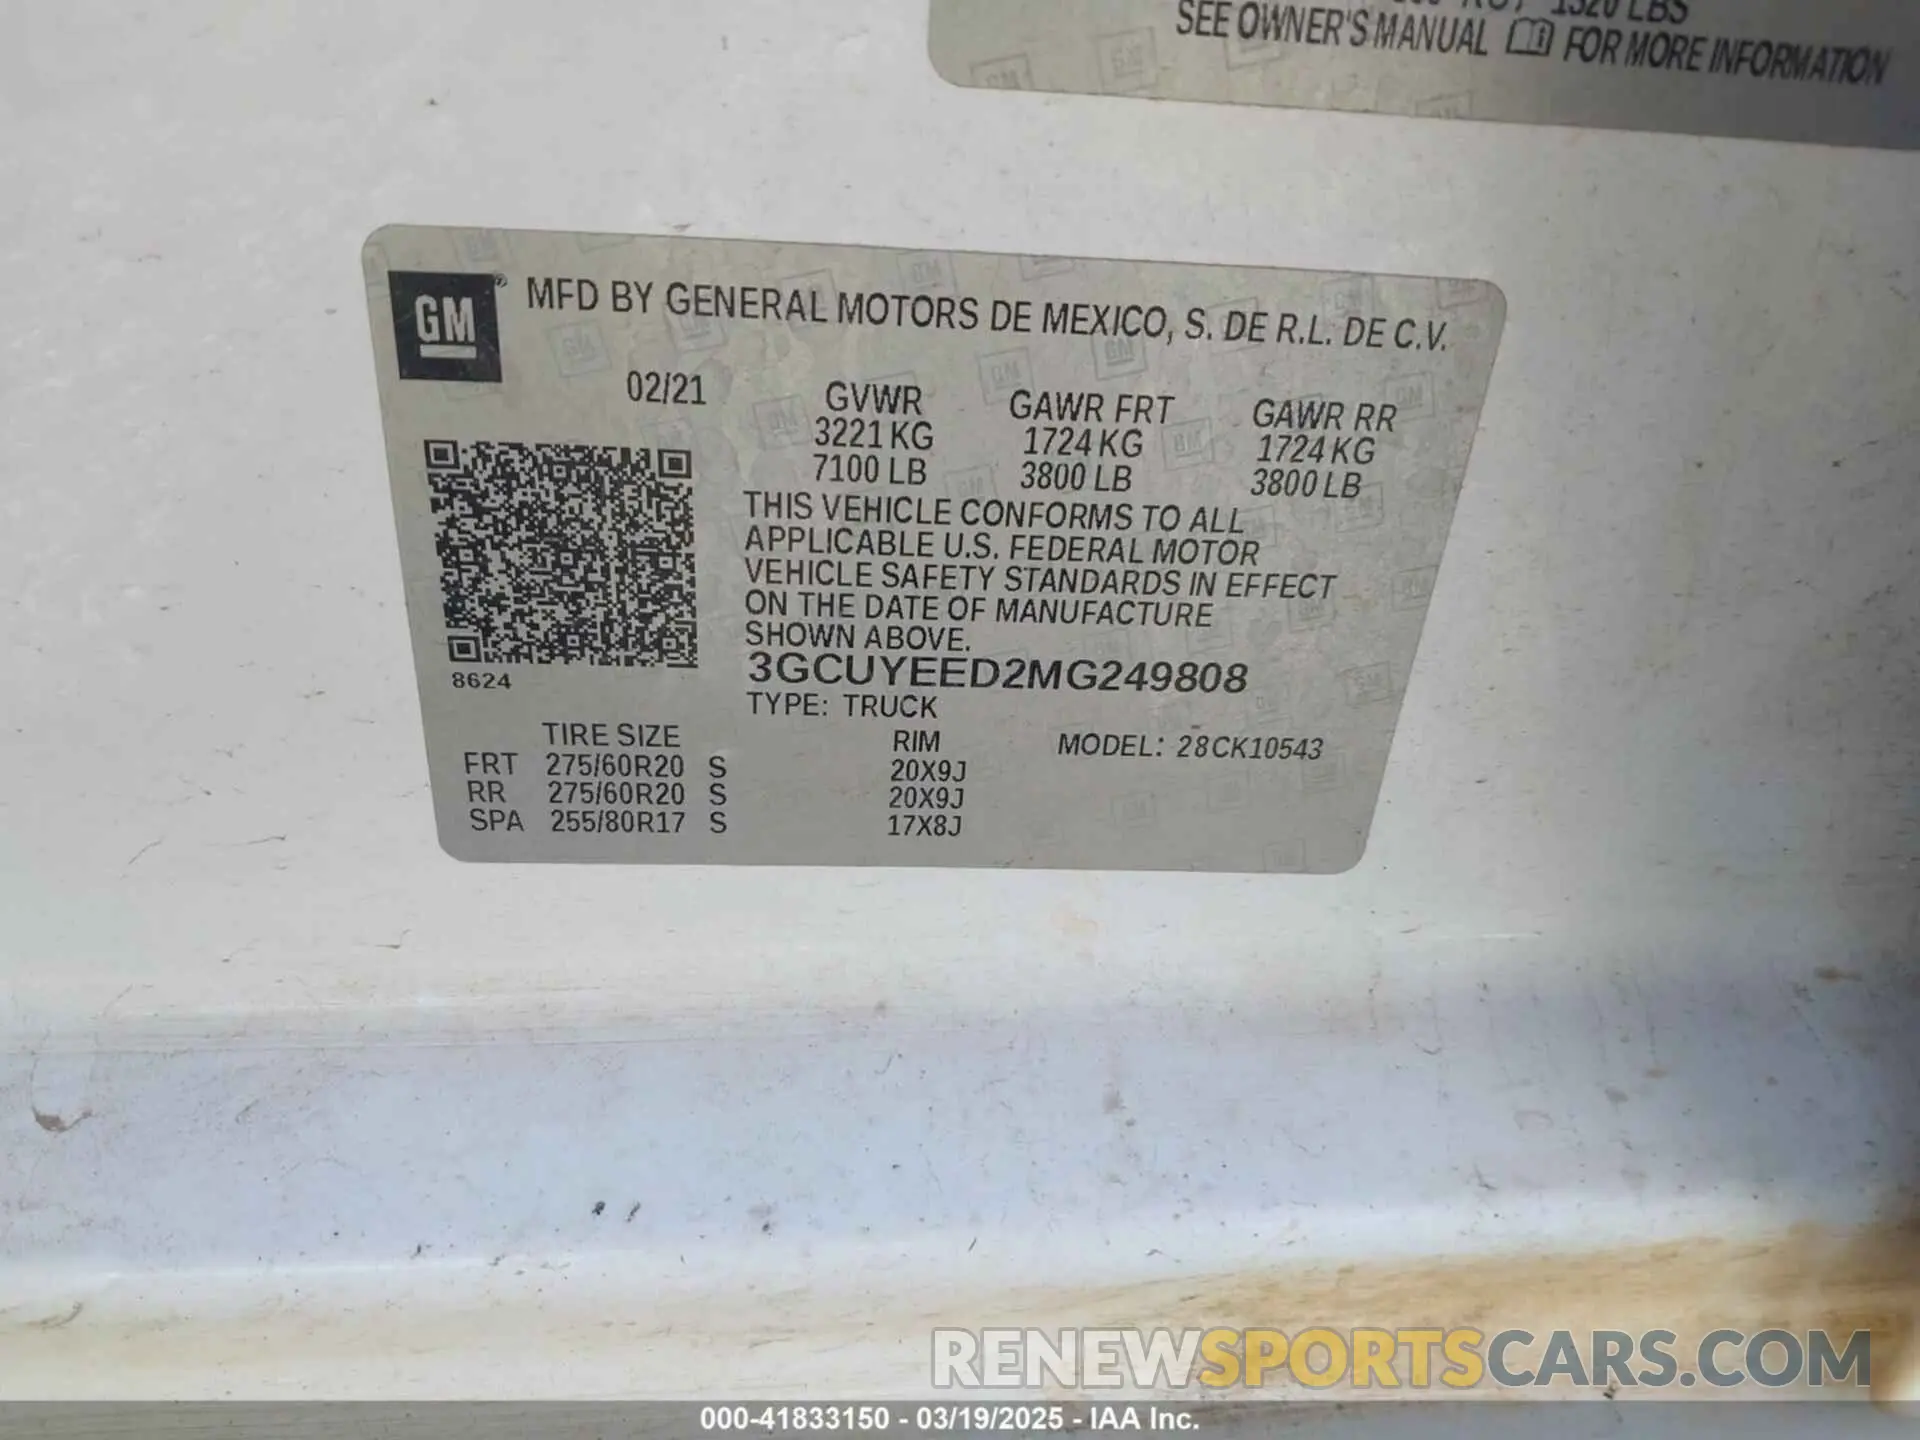 1320 LBS
SEE OWNER'S MANUAL FOR MORE INFORMATION
GM® MFD BY GENERAL MOTORS DE MEXICO, S. DE R.L. DE C.V.
02/21 GVWR GAWR FRT GAWR RR
3221 KG 1724 KG 1724 KG
7100 LB 3800 LB 3800 LB
THIS VEHICLE CONFORMS TO ALL
APPLICABLE U.S. FEDERAL MOTOR
VEHICLE SAFETY STANDARDS IN EFFECT
ON THE DATE OF MANUFACTURE
SHOWN ABOVE.
3GCUYEED2MG249808
8624
TYPE: TRUCK
TIRE SIZE RIM MODEL: 28CK10543
FRT 275/60R20 S 20X9J
RR 275/60R20 S 20X9J
SPA 255/80R17 S 17X8J
RENEWSPORTSCARS.COM
000-41833150 - 03/19/2025 - IAA Inc.